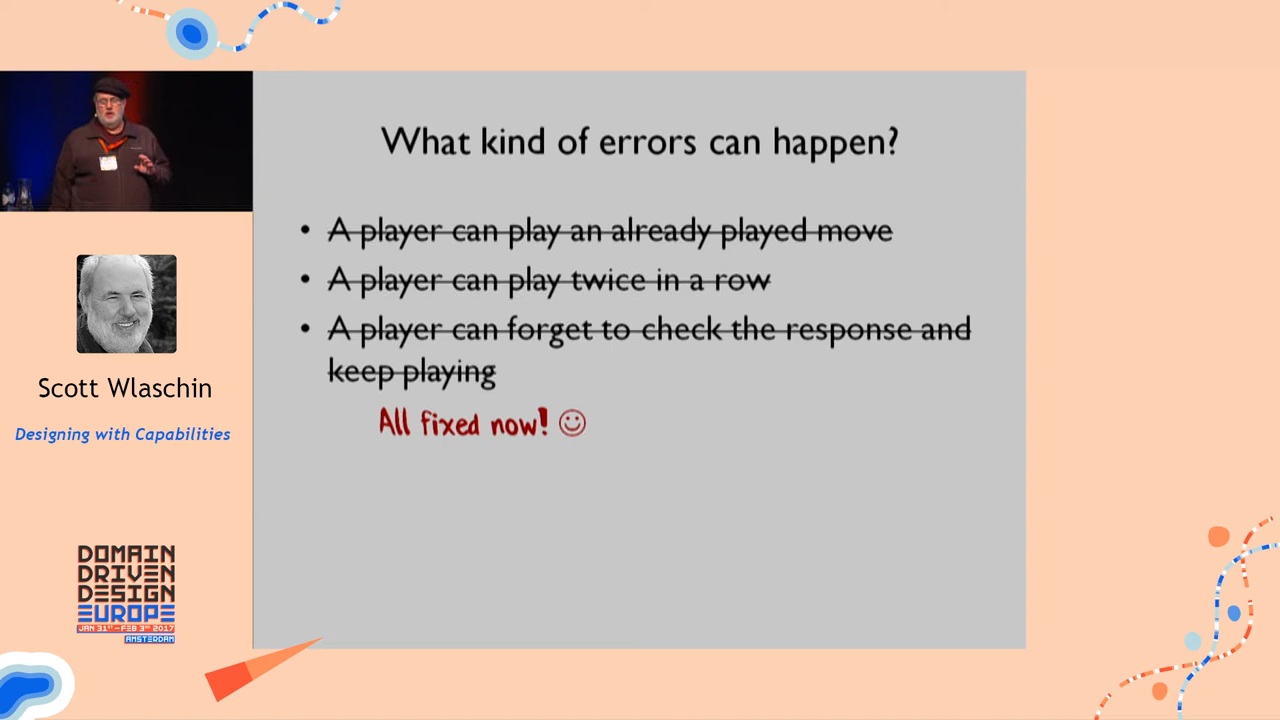 What kind of errors can happen?
• A player can play an already played move
• A player can play twice in a row
• A player can forget to check the response and
keep playing
All fixed now! ☺
Scott Wlaschin
Designing with Capabilities
DOMAIN
DRIVEN
DESIGN
EUROPE
JAN 31ST-FEB 3RD 2017
AMSTERDAM